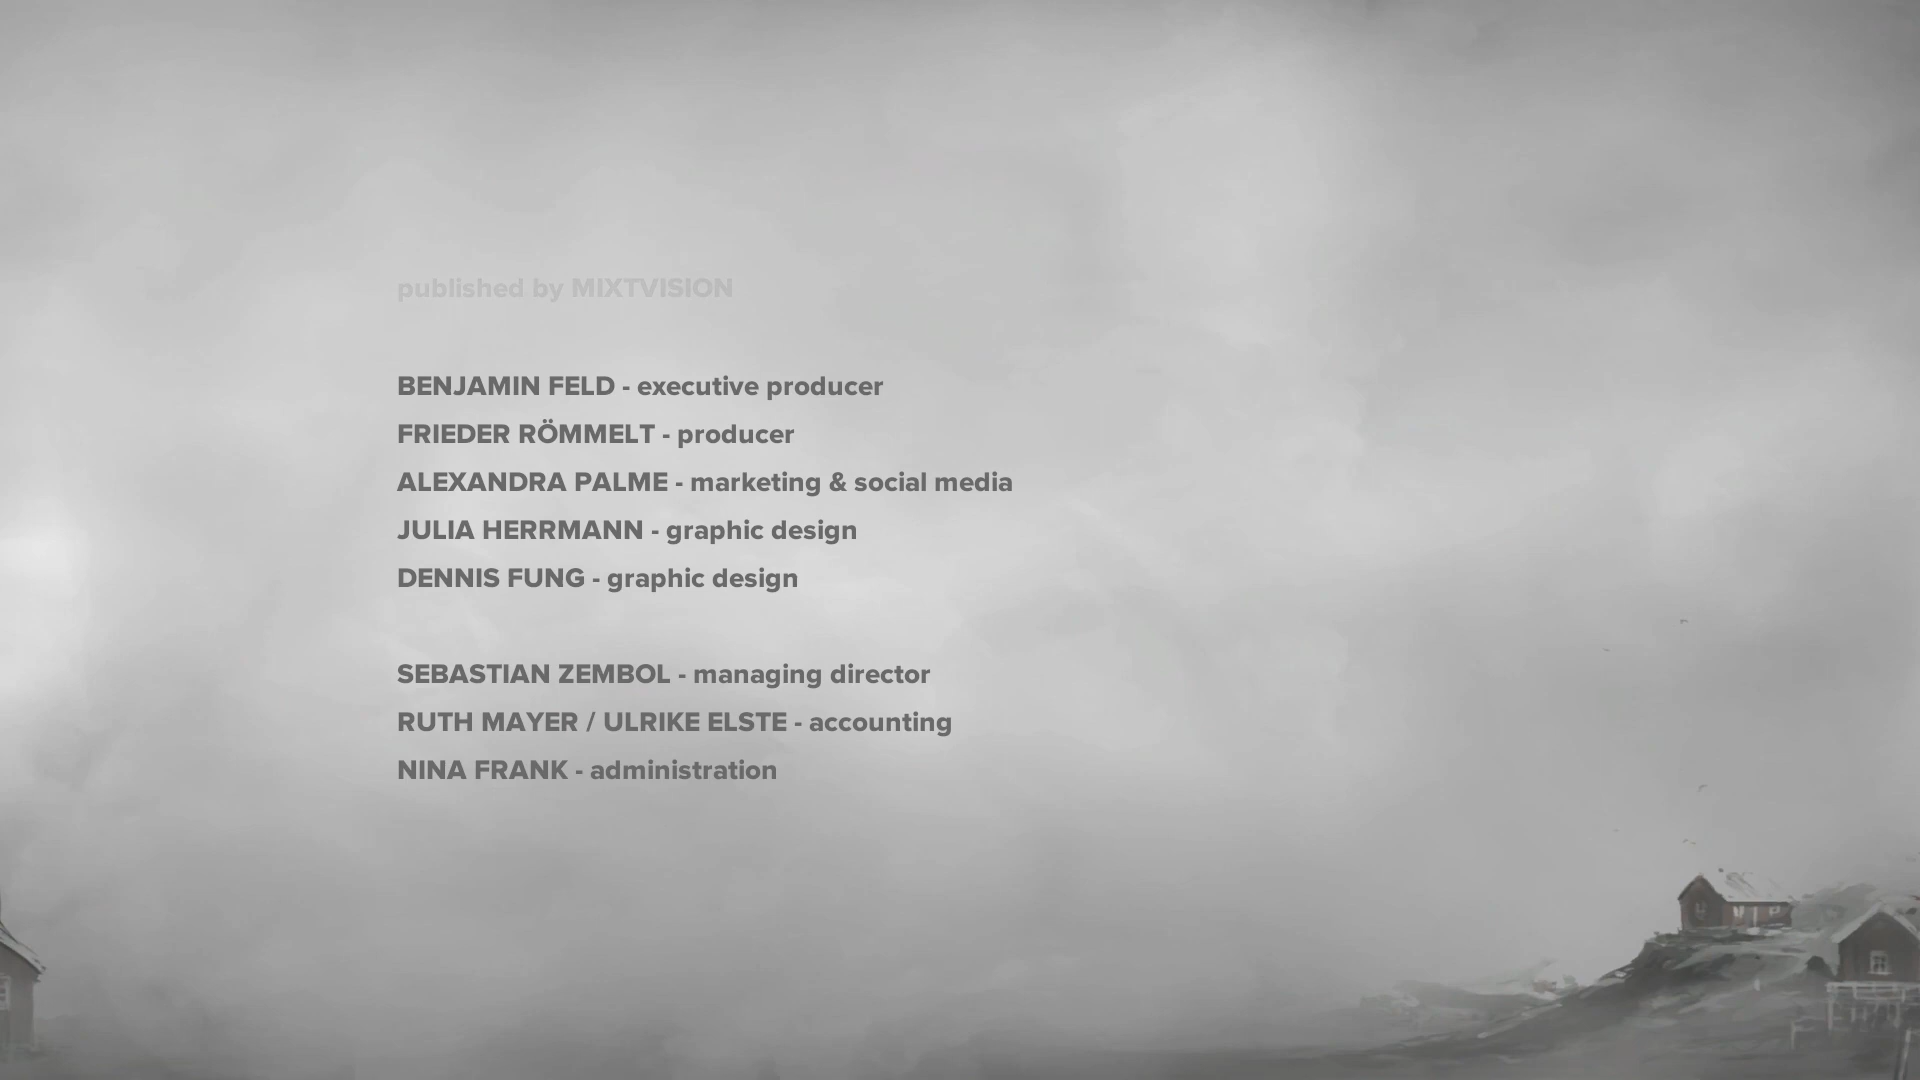 published by MIXTVISION
BENJAMIN FELD - executive producer
FRIEDER RÖMMELT - producer
ALEXANDRA PALME - marketing & social media
JULIA HERRMANN - graphic design
DENNIS FUNG - graphic design
SEBASTIAN ZEMBOL - managing director
RUTH MAYER / ULRIKE ELSTE - accounting
NINA FRANK - administration